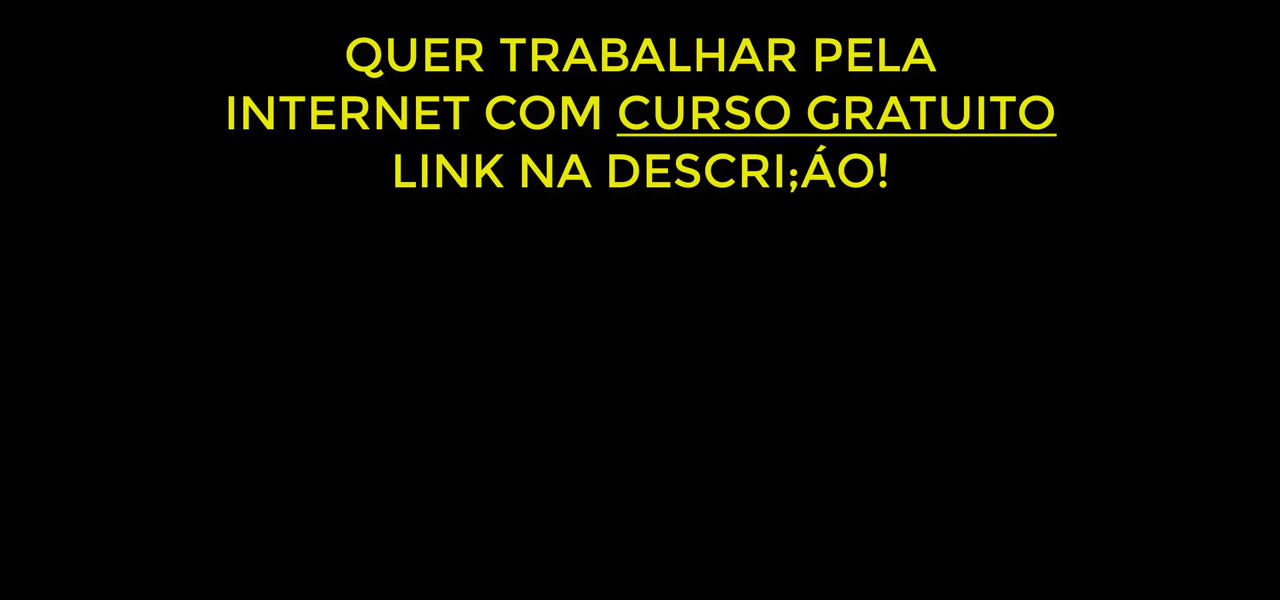 QUER TRABALHAR PELA
INTERNET COM CURSO GRATUITO
LINK NA DESCRI;ÁO!